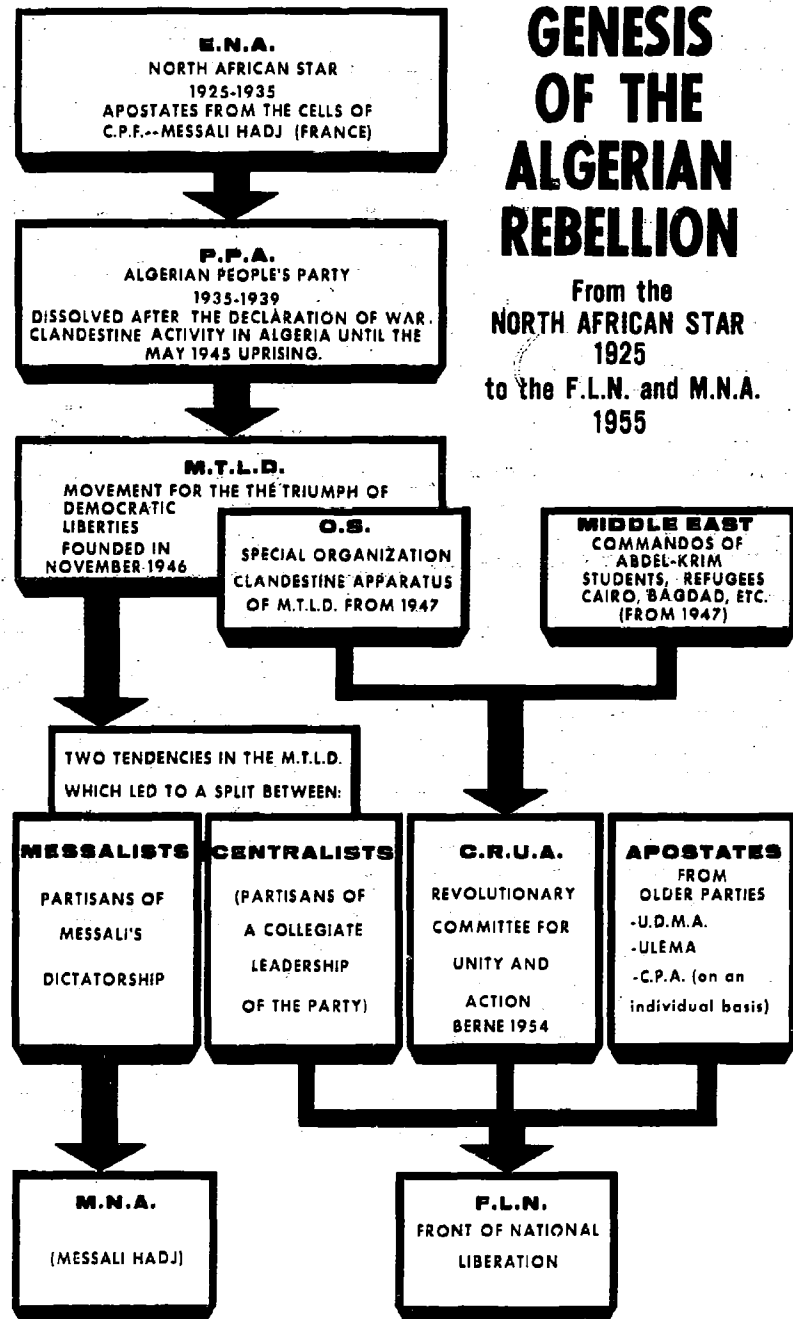 GENESIS
OF THE
ALGERIAN
REBELLION
From the
NORTH AFRICAN STAR
1925
to the F.L.N. and M.N.A.
1955
E.N.A.
NORTH AFRICAN STAR
1925-1935
APOSTATES FROM THE CELLS OF
C.P.F.--MESSALI HADJ (FRANCE)
P.P.A.
ALGERIAN PEOPLE'S PARTY
1935-1939
DISSOLVED AFTER THE DECLARATION OF WAR.
CLANDESTINE ACTIVITY IN ALGERIA UNTIL THE
MAY 1945 UPRISING.
M.T.L.D.
MOVEMENT FOR THE THE TRIUMPH OF
DEMOCRATIC
LIBERTIES
FOUNDED IN
NOVEMBER 1946
O.S.
SPECIAL ORGANIZATION
CLANDESTINE APPARATUS
OF M.T.L.D. FROM 1947
MIDDLE EAST
COMMANDOS OF
ABDEL-KRIM
STUDENTS, REFUGEES
CAIRO, BAGDAD, ETC.
(FROM 1947)
TWO TENDENCIES IN THE M.T.L.D.
WHICH LED TO A SPLIT BETWEEN:
MESSALISTS
PARTISANS OF
MESSALI'S
DICTATORSHIP
CENTRALISTS
(PARTISANS OF
A COLLEGIATE
LEADERSHIP
OF THE PARTY)
C.R.U.A.
REVOLUTIONARY
COMMITTEE FOR
UNITY AND
ACTION
BERNE 1954
APOSTATES
FROM
OLDER PARTIES
-U.D.M.A.
-ULEMA
-C.P.A. (on an
individual basis)
M.N.A.
(MESSALI HADJ)
F.L.N.
FRONT OF NATIONAL
LIBERATION